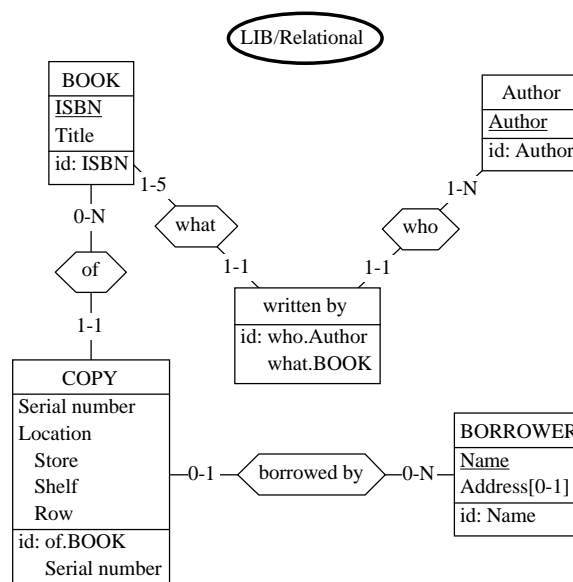 LIB/Relational
BOOK
ISBN
Title
id: ISBN
Author
Author
id: Author
1-5
what
1-1
1-N
who
1-1
0-N
of
1-1
written by
id: who.Author
what.BOOK
COPY
Serial number
Location
Store
Shelf
Row
id: of.BOOK
Serial number
0-1
borrowed by
0-N
BORROWER
Name
Address[0-1]
id: Name